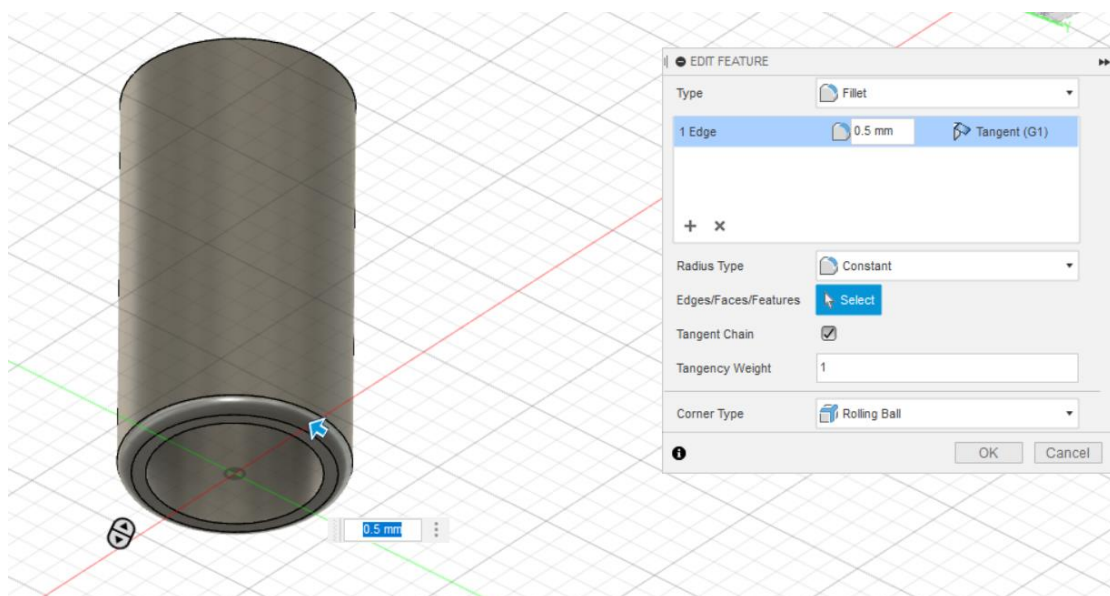 Y
EDIT FEATURE
Type Fillet
1 Edge 0.5 mm Tangent (G1)
Radius Type Constant
Edges/Faces/Features Select
Tangent Chain
Tangency Weight 1
Corner Type Rolling Ball
OK Cancel
0.5 mm